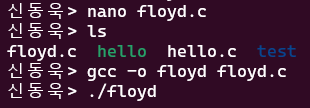 신동욱> nano floyd.c
신동욱> ls
floyd.c hello hello.c test
신동욱> gcc -o floyd floyd.c
신동욱> ./floyd